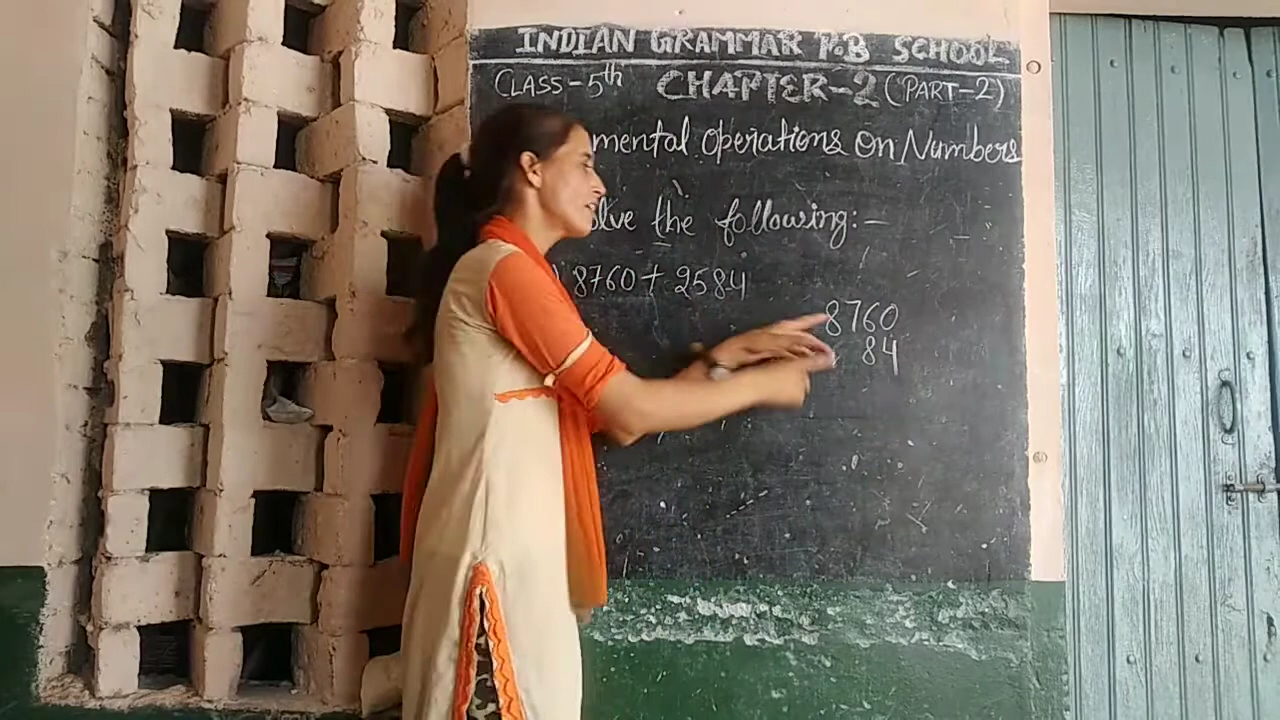 INDIAN GRAMMAR P.B SCHOOL
CLASS-5th CHAPTER-2 (PART-2)
mental Operations On Numbers
olve the following:-
) 8760 + 2584
8760
84